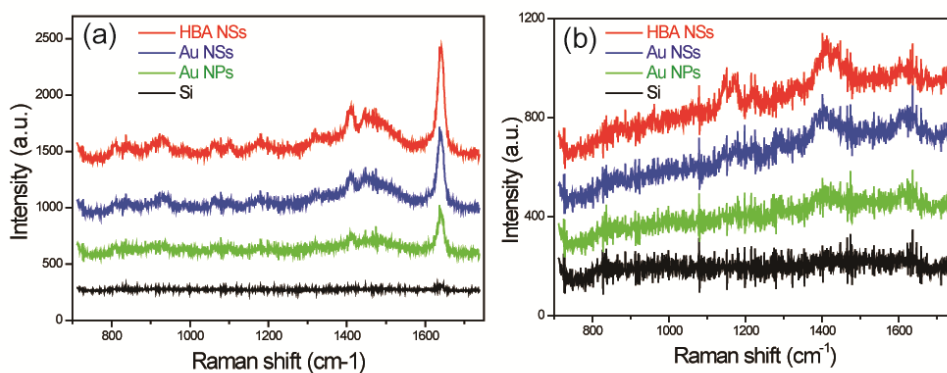 (a)
HBA NSs
Au NSs
Au NPs
Si
2500
2000
1500
1000
500
0
Intensity (a.u.)
800 1000 1200 1400 1600
Raman shift (cm-1)
(b)
HBA NSs
Au NSs
Au NPs
Si
1200
800
400
0
Intensity (a.u.)
800 1000 1200 1400 1600
Raman shift (cm⁻¹)